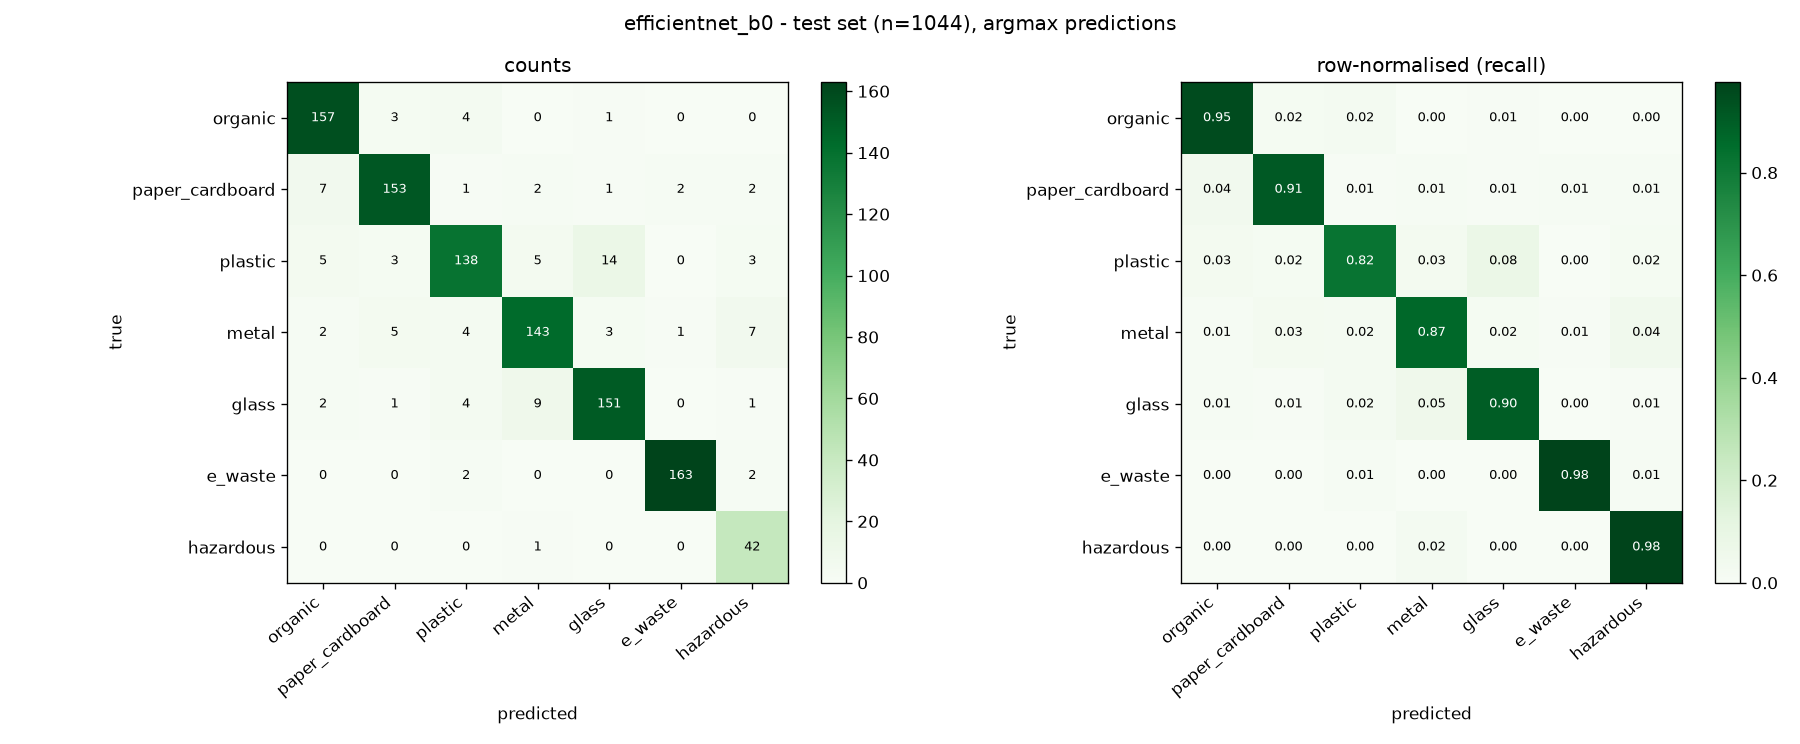 efficientnet_b0 - test set (n=1044), argmax predictions
counts
organic 157 3 4 0 1 0 0
paper_cardboard 7 153 1 2 1 2 2
plastic 5 3 138 5 14 0 3
metal 2 5 4 143 3 1 7
glass 2 1 4 9 151 0 1
e_waste 0 0 2 0 0 163 2
hazardous 0 0 0 1 0 0 42
true
organic paper_cardboard plastic metal glass e_waste hazardous
predicted
160
140
120
100
80
60
40
20
0
row-normalised (recall)
organic 0.95 0.02 0.02 0.00 0.01 0.00 0.00
paper_cardboard 0.04 0.91 0.01 0.01 0.01 0.01 0.01
plastic 0.03 0.02 0.82 0.03 0.08 0.00 0.02
metal 0.01 0.03 0.02 0.87 0.02 0.01 0.04
glass 0.01 0.01 0.02 0.05 0.90 0.00 0.01
e_waste 0.00 0.00 0.01 0.00 0.00 0.98 0.01
hazardous 0.00 0.00 0.00 0.02 0.00 0.00 0.98
true
organic paper_cardboard plastic metal glass e_waste hazardous
predicted
0.8
0.6
0.4
0.2
0.0